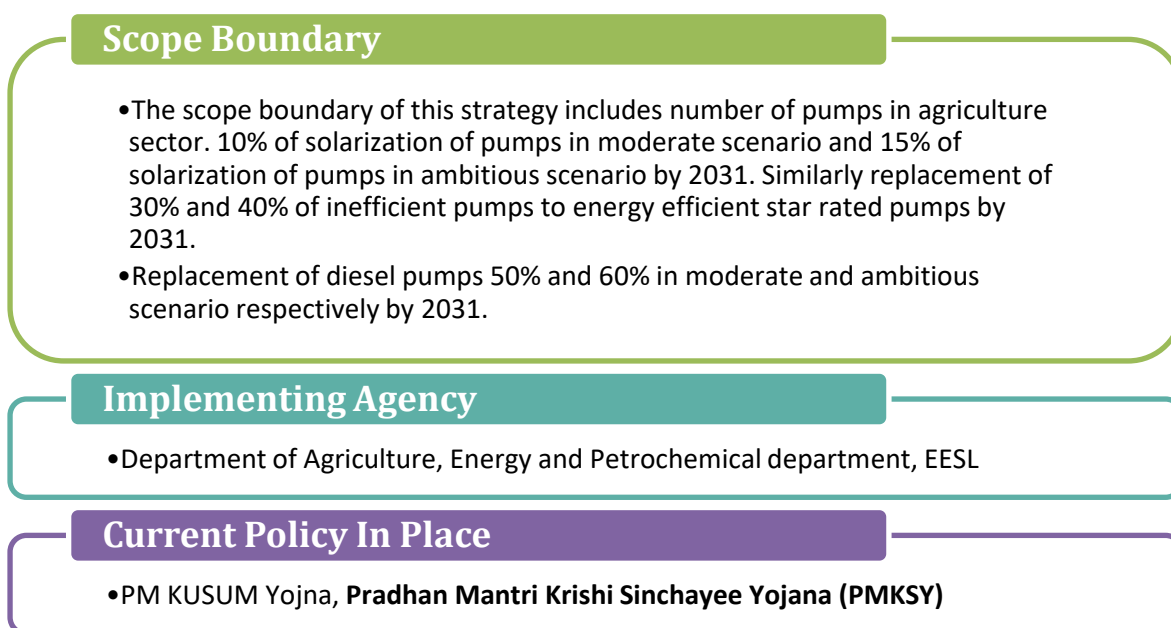 Scope Boundary
•The scope boundary of this strategy includes number of pumps in agriculture
sector. 10% of solarization of pumps in moderate scenario and 15% of
solarization of pumps in ambitious scenario by 2031. Similarly replacement of
30% and 40% of inefficient pumps to energy efficient star rated pumps by
2031.
•Replacement of diesel pumps 50% and 60% in moderate and ambitious
scenario respectively by 2031.
Implementing Agency
•Department of Agriculture, Energy and Petrochemical department, EESL
Current Policy In Place
•PM KUSUM Yojna, Pradhan Mantri Krishi Sinchayee Yojana (PMKSY)